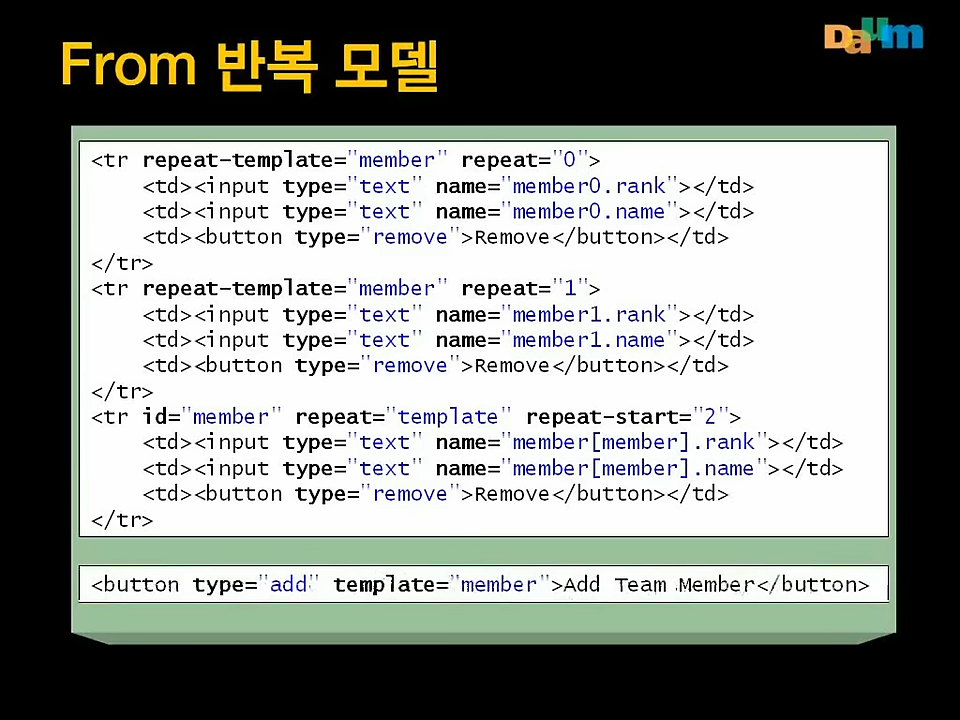 Daum
From 반복 모델
<tr repeat-template="member" repeat="0">
<td><input type="text" name="member0.rank"></td>
<td><input type="text" name="member0.name"></td>
<td><button type="remove">Remove</button></td>
</tr>
<tr repeat-template="member" repeat="1">
<td><input type="text" name="member1.rank"></td>
<td><input type="text" name="member1.name"></td>
<td><button type="remove">Remove</button></td>
</tr>
<tr id="member" repeat="template" repeat-start="2">
<td><input type="text" name="member[member].rank"></td>
<td><input type="text" name="member[member].name"></td>
<td><button type="remove">Remove</button></td>
</tr>
<button type="add" template="member">Add Team Member</button>